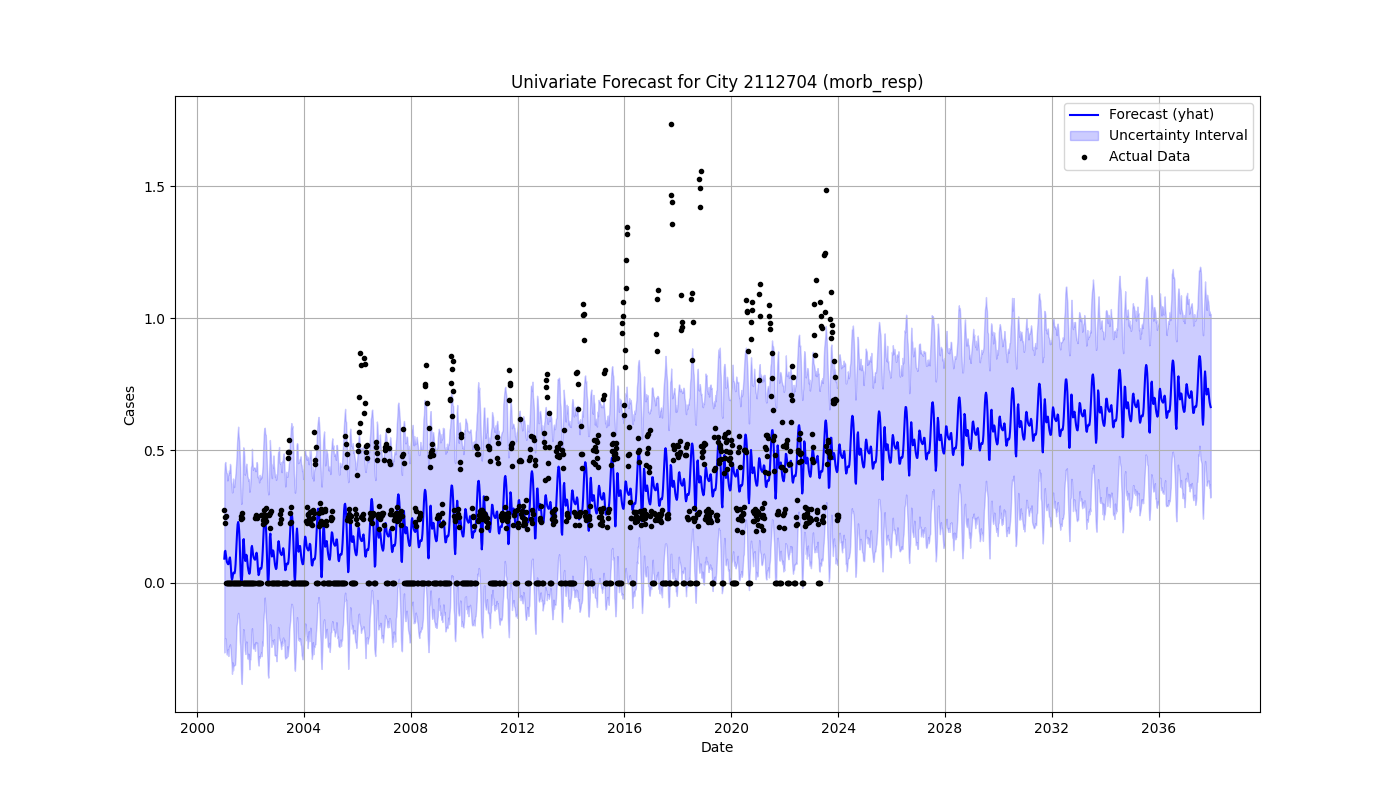 Univariate Forecast for City 2112704 (morb_resp)
Forecast (yhat)
Uncertainty Interval
Actual Data
Cases
1.5
1.0
0.5
0.0
2000 2004 2008 2012 2016 2020 2024 2028 2032 2036
Date